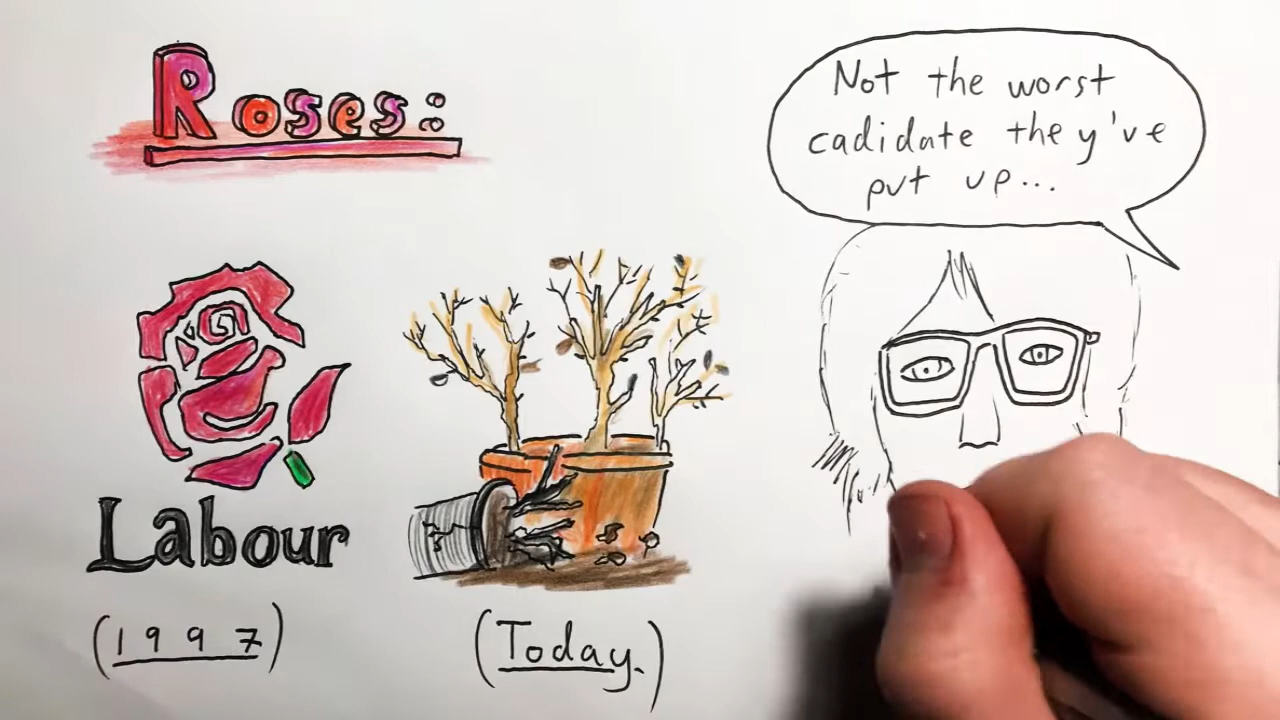 Roses:
Not the worst
cadidate they've
put up...
Labour
(1997)
(Today.)